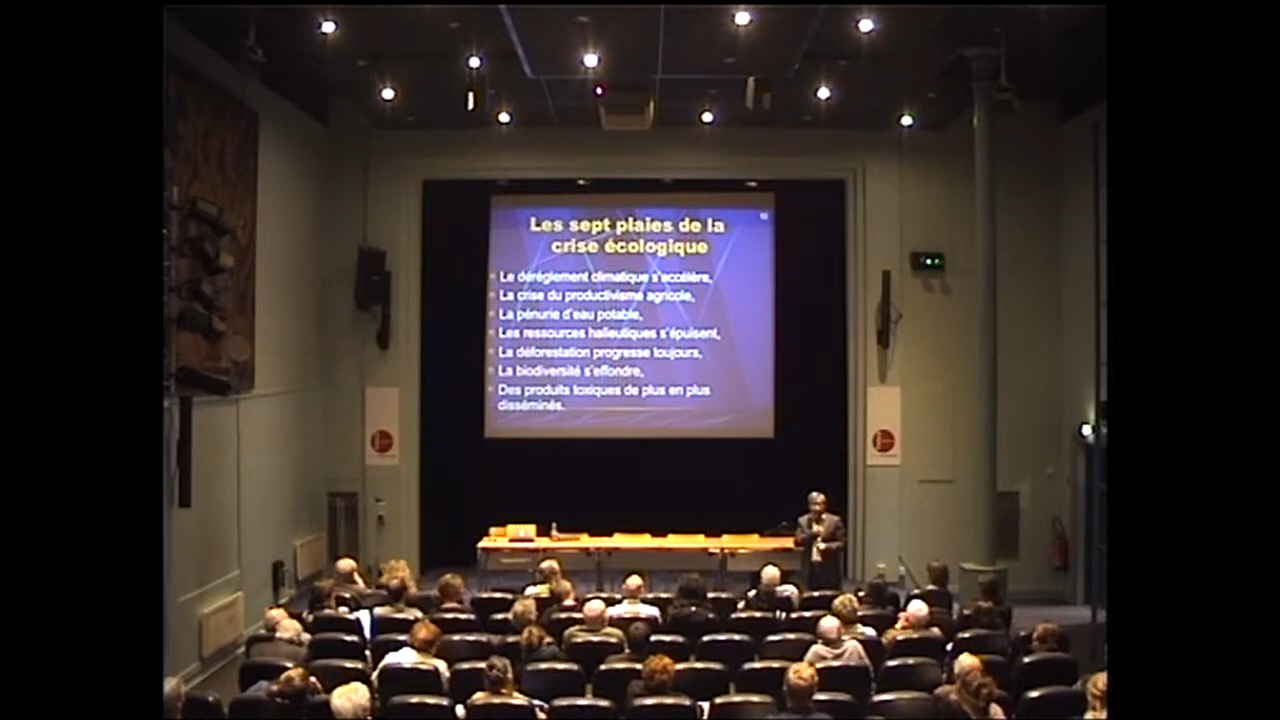 10
Les sept plaies de la
crise écologique
Le dérèglement climatique s'accélère,
La crise du productivisme agricole,
La pénurie d'eau potable,
Les ressources halieutiques s'épuisent,
La déforestation progresse toujours,
La biodiversité s'effondre,
Des produits toxiques de plus en plus
disséminés.